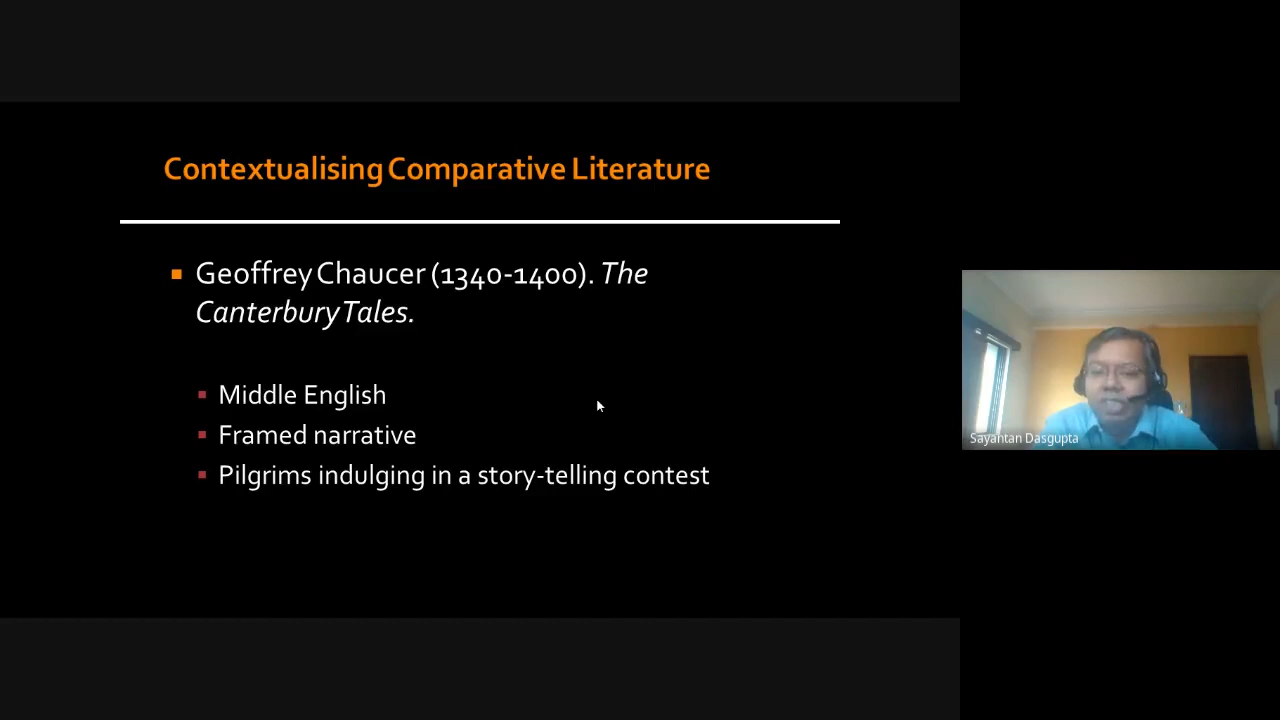 Contextualising Comparative Literature
Geoffrey Chaucer (1340-1400). The
Canterbury Tales.
Middle English
Framed narrative
Pilgrims indulging in a story-telling contest
Sayantan Dasgupta